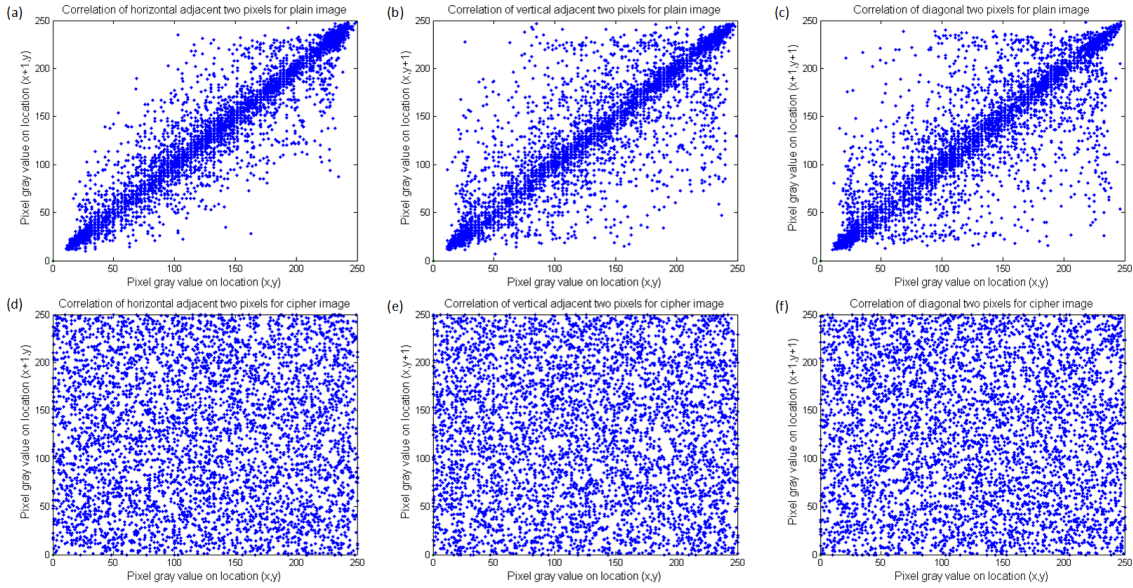 (a) Correlation of horizontal adjacent two pixels for plain image
Pixel gray value on location (x+1,y)
250
200
150
100
50
0
0 50 100 150 200 250
Pixel gray value on location (x,y)
(b) Correlation of vertical adjacent two pixels for plain image
Pixel gray value on location (x,y+1)
250
200
150
100
50
0
0 50 100 150 200 250
Pixel gray value on location (x,y)
(c) Correlation of diagonal two pixels for plain image
Pixel gray value on location (x+1,y+1)
250
200
150
100
50
0
0 50 100 150 200 250
Pixel gray value on location (x,y)
(d) Correlation of horizontal adjacent two pixels for cipher image
Pixel gray value on location (x+1,y)
250
200
150
100
50
0
0 50 100 150 200 250
Pixel gray value on location (x,y)
(e) Correlation of vertical adjacent two pixels for cipher image
Pixel gray value on location (x,y+1)
250
200
150
100
50
0
0 50 100 150 200 250
Pixel gray value on location (x,y)
(f) Correlation of diagonal two pixels for cipher image
Pixel gray value on location (x+1,y+1)
250
200
150
100
50
0
0 50 100 150 200 250
Pixel gray value on location (x,y)